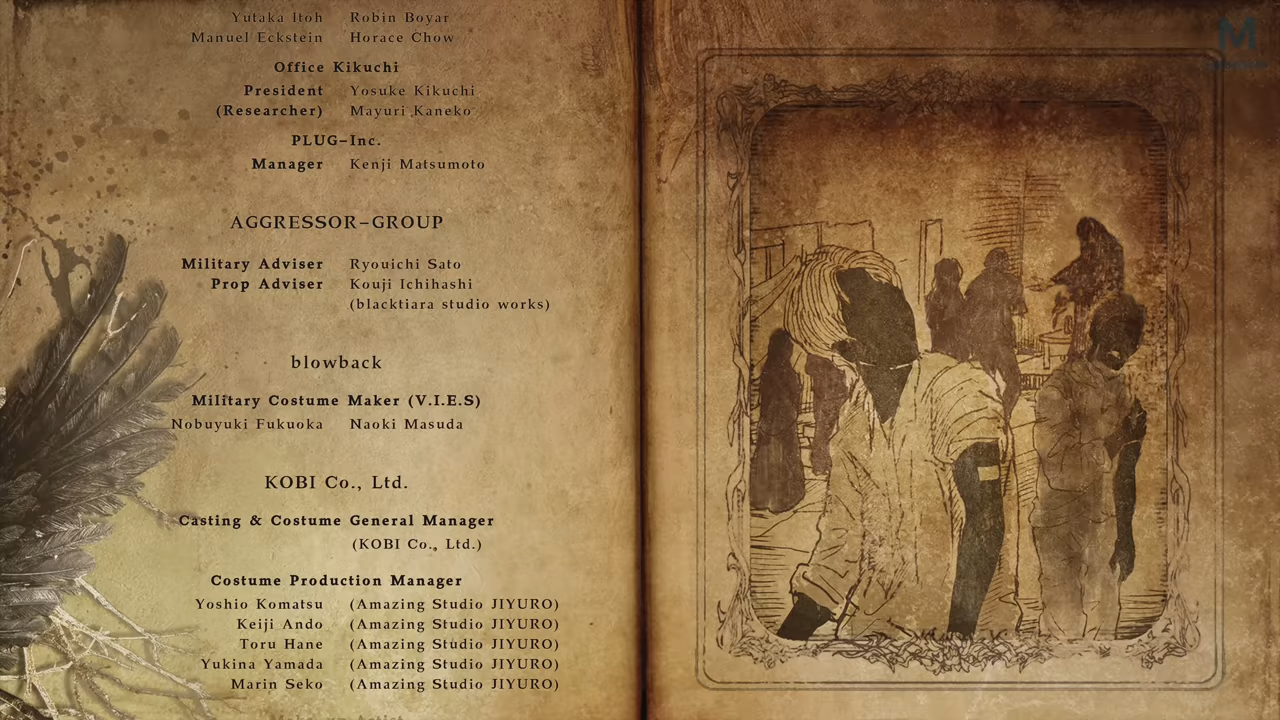 Yutaka Itoh Robin Boyar
Manuel Eckstein Horace Chow
Office Kikuchi
President Yosuke Kikuchi
(Researcher) Mayuri Kaneko
PLUG-Inc.
Manager Kenji Matsumoto
AGGRESSOR-GROUP
Military Adviser Ryouichi Sato
Prop Adviser Kouji Ichihashi
(blacktiara studio works)
blowback
Military Costume Maker (V.I.E.S)
Nobuyuki Fukuoka Naoki Masuda
KOBI Co., Ltd.
Casting & Costume General Manager
(KOBI Co., Ltd.)
Costume Production Manager
Yoshio Komatsu (Amazing Studio JIYURO)
Keiji Ando (Amazing Studio JIYURO)
Toru Hane (Amazing Studio JIYURO)
Yukina Yamada (Amazing Studio JIYURO)
Marin Seko (Amazing Studio JIYURO)
M